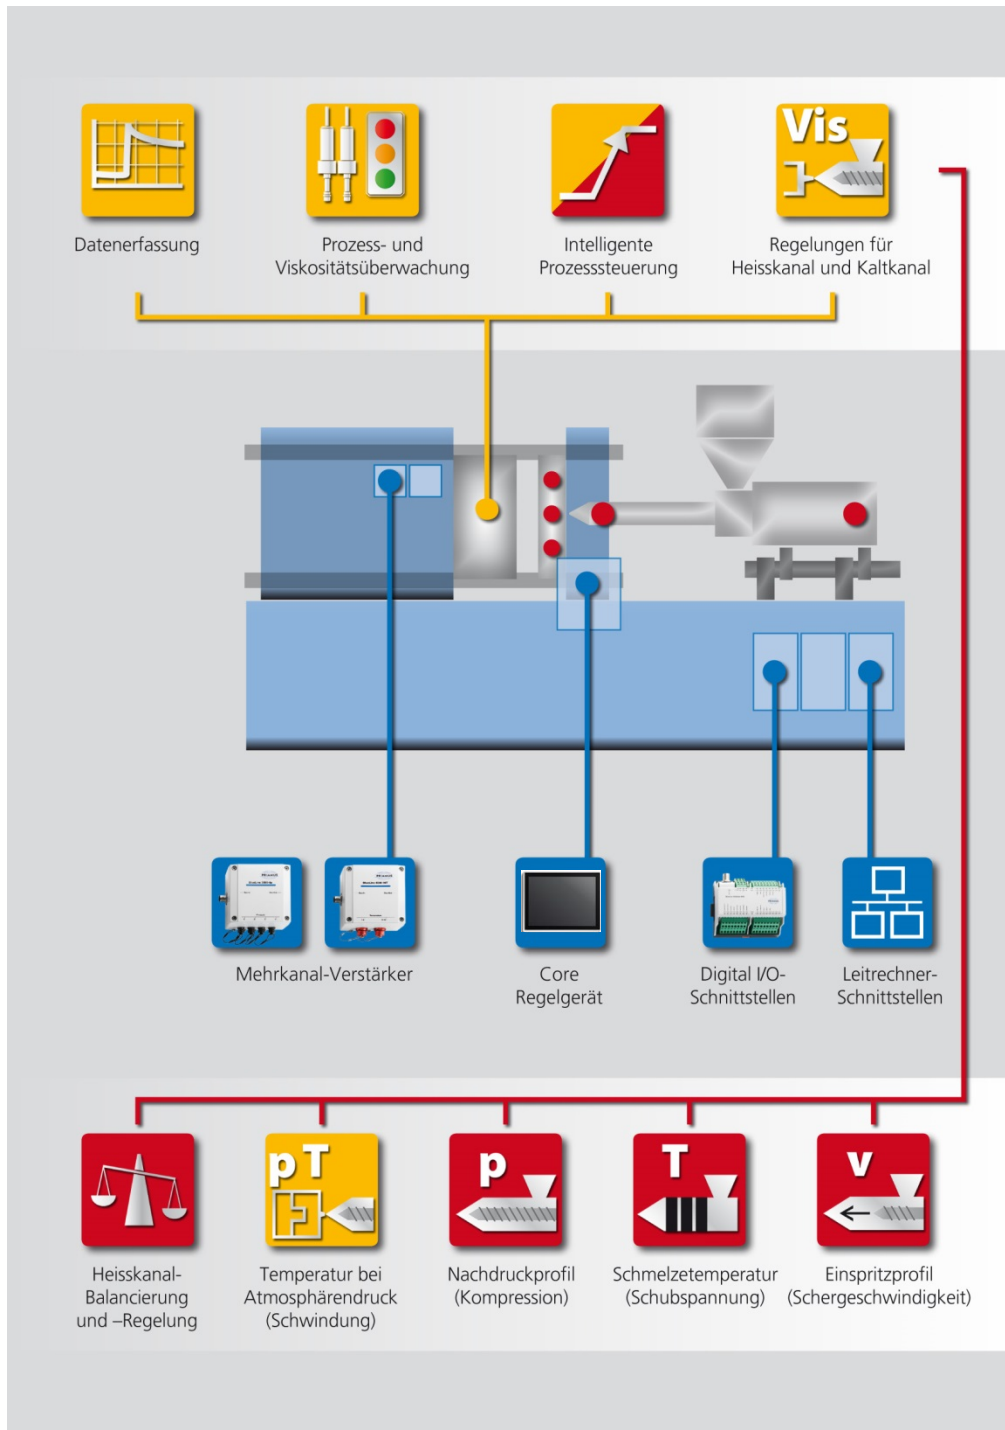 Vis
Datenerfassung
Prozess- und
Viskositätsüberwachung
Intelligente
Prozesssteuerung
Regelungen für
Heisskanal und Kaltkanal
Mehrkanal-Verstärker
Core
Regelgerät
Digital I/O-
Schnittstellen
Leitrechner-
Schnittstellen
p T
p
T
v
Heisskanal-
Balancierung
und –Regelung
Temperatur bei
Atmosphärendruck
(Schwindung)
Nachdruckprofil
(Kompression)
Schmelzetemperatur
(Schubspannung)
Einspritzprofil
(Schergeschwindigkeit)